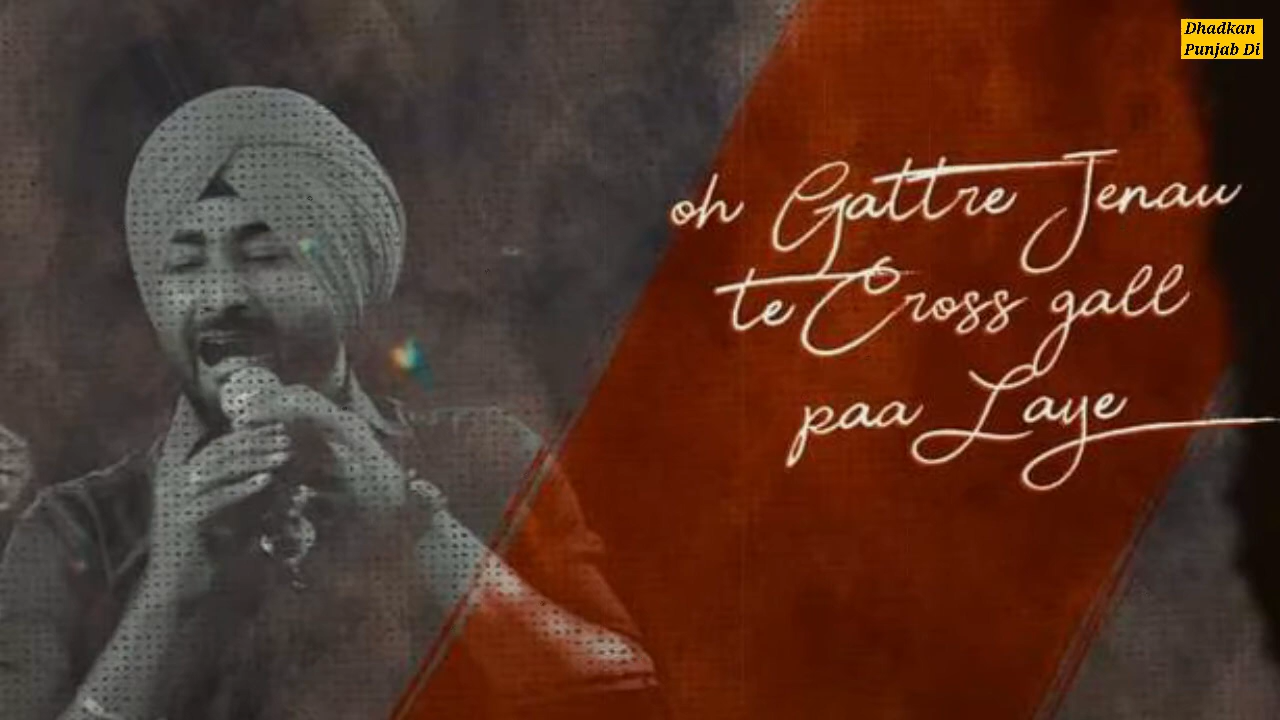 Dhadkan
Punjab Di
oh Gattre Jenau
te Cross gall
paa Laye